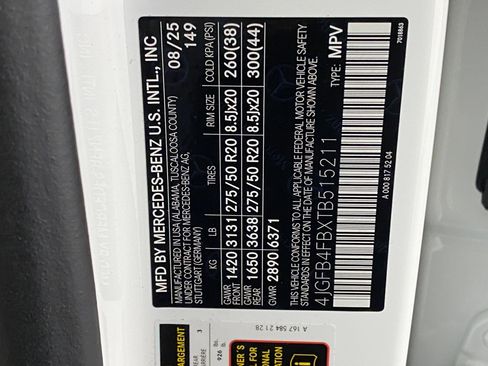 MFD BY MERCEDES-BENZ U.S. INTL., INC
MANUFACTURED IN USA (ALABAMA, TUSCALOOSA COUNTY)
UNDER CONTRACT FOR MERCEDES-BENZ AG,
STUTTGART (GERMANY)
08/25
149
KG LB TIRES RIM SIZE COLD KPA (PSI)
GAWR FRONT 1420 3131 275/50 R20 8.5Jx20 260(38)
GAWR REAR 1650 3638 275/50 R20 8.5Jx20 300(44)
GVWR 2890 6371
THIS VEHICLE CONFORMS TO ALL APPLICABLE FEDERAL MOTOR VEHICLE SAFETY
STANDARDS IN EFFECT ON THE DATE OF MANUFACTURE SHOWN ABOVE.
4JGFB4FBXTB515211 TYPE: MPV
A 000 817 52 04
7018863
A 167 584 21 28
3
926